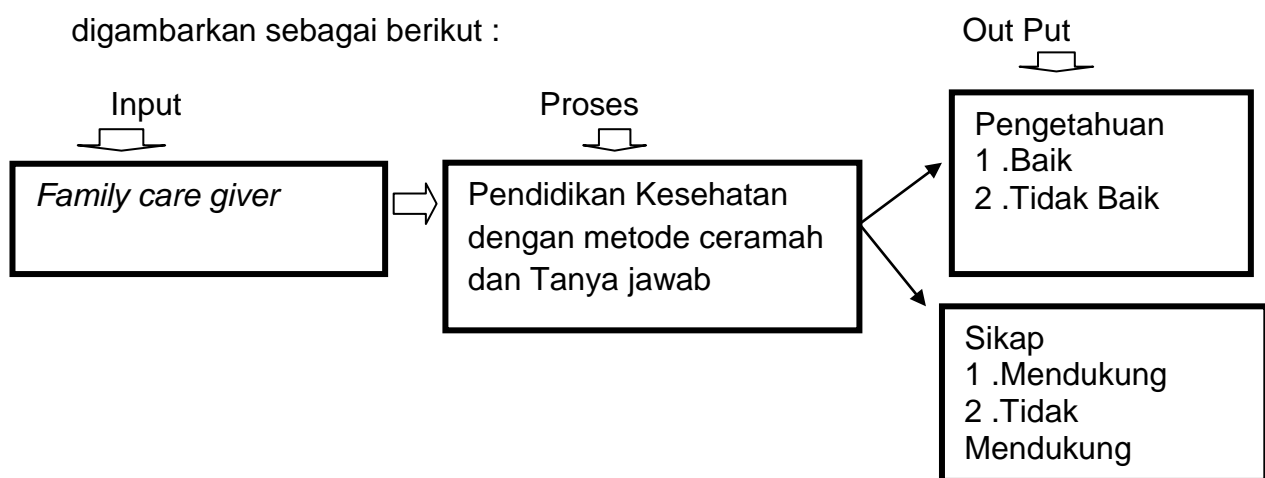 digambarkan sebagai berikut :
Out Put
Input
Proses
Family care giver
Pendidikan Kesehatan
dengan metode ceramah
dan Tanya jawab
Pengetahuan
1 .Baik
2 .Tidak Baik
Sikap
1 .Mendukung
2 .Tidak
Mendukung